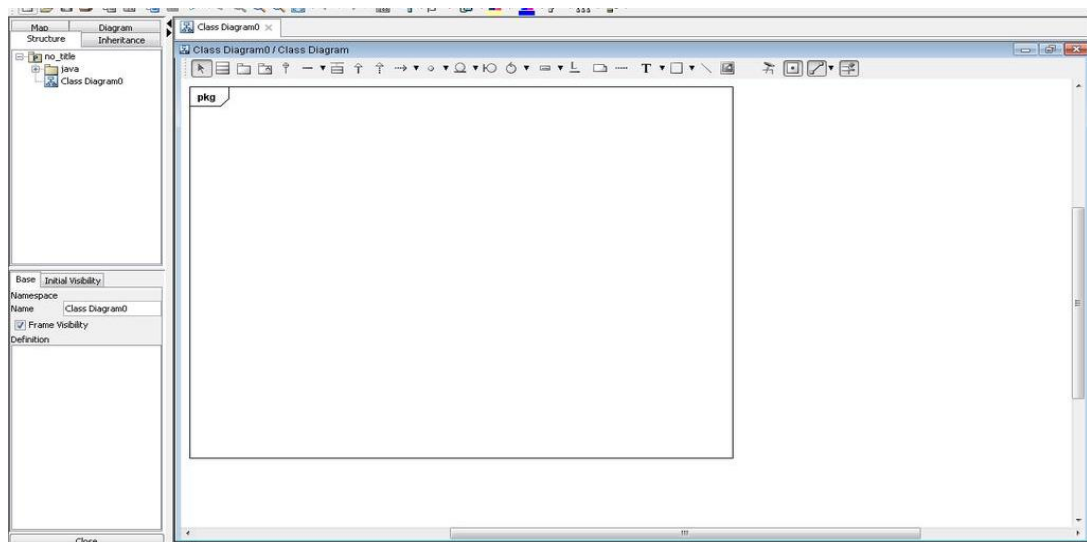 Map Diagram
Structure Inheritance
no_title
java
Class Diagram0
Base Initial Visibility
Namespace
Name Class Diagram0
Frame Visibility
Definition
Close
Class Diagram0
Class Diagram0 / Class Diagram
T
pkg